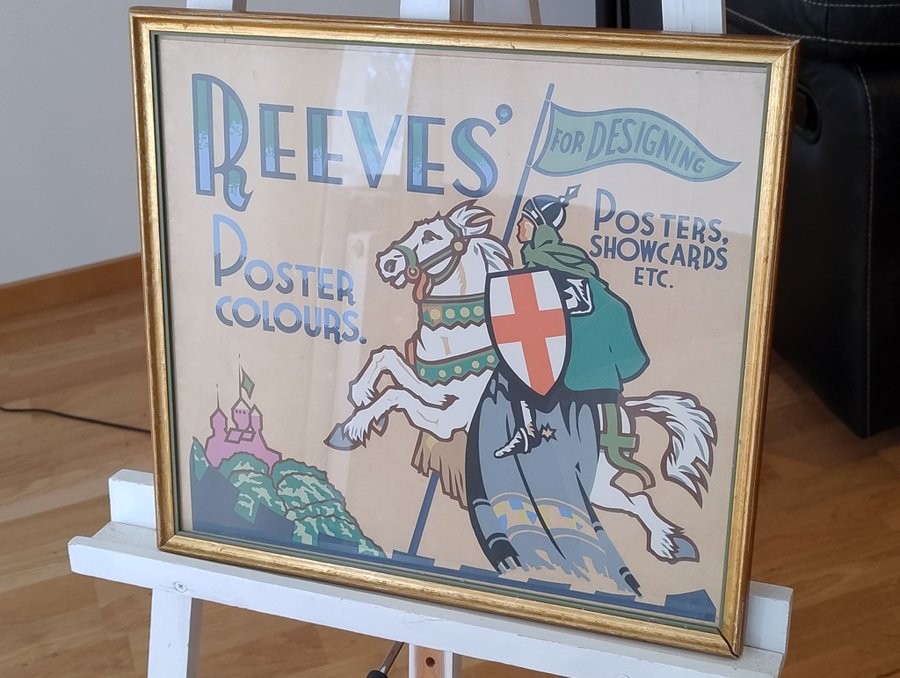 REEVES'
FOR DESIGNING
POSTER
COLOURS.
POSTERS,
SHOWCARDS
ETC.